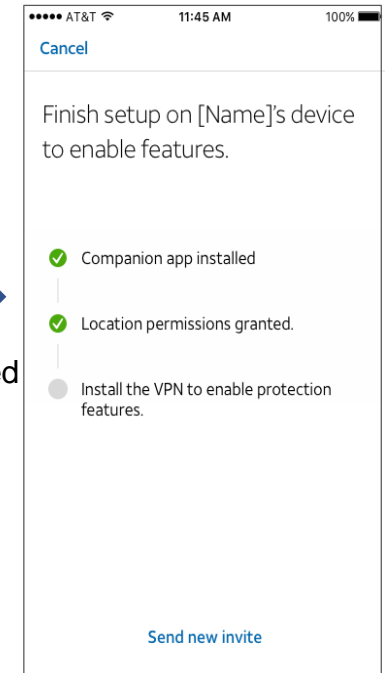 AT&T 11:45 AM 100%
Cancel
Finish setup on [Name]’s device
to enable features.
Companion app installed
Location permissions granted.
ed
Install the VPN to enable protection
features.
Send new invite